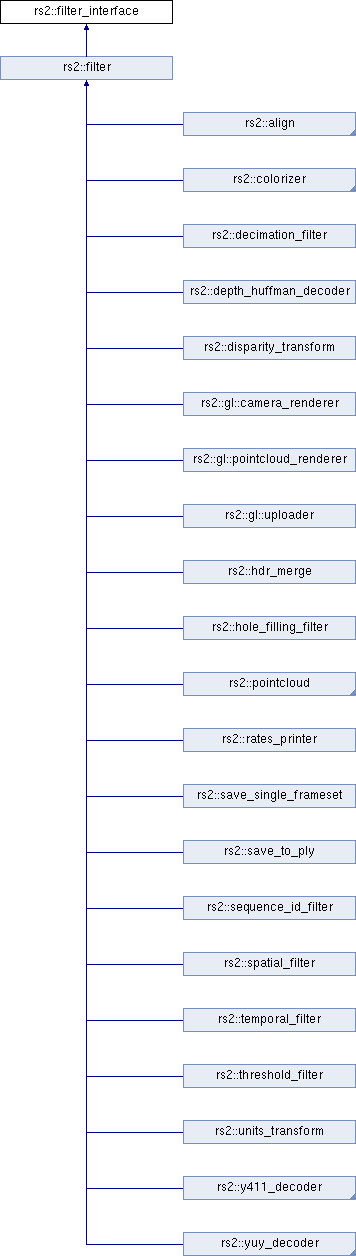 rs2::filter_interface
rs2::filter
rs2::align
rs2::colorizer
rs2::decimation_filter
rs2::depth_huffman_decoder
rs2::disparity_transform
rs2::gl::camera_renderer
rs2::gl::pointcloud_renderer
rs2::gl::uploader
rs2::hdr_merge
rs2::hole_filling_filter
rs2::pointcloud
rs2::rates_printer
rs2::save_single_frameset
rs2::save_to_ply
rs2::sequence_id_filter
rs2::spatial_filter
rs2::temporal_filter
rs2::threshold_filter
rs2::units_transform
rs2::y411_decoder
rs2::yuy_decoder